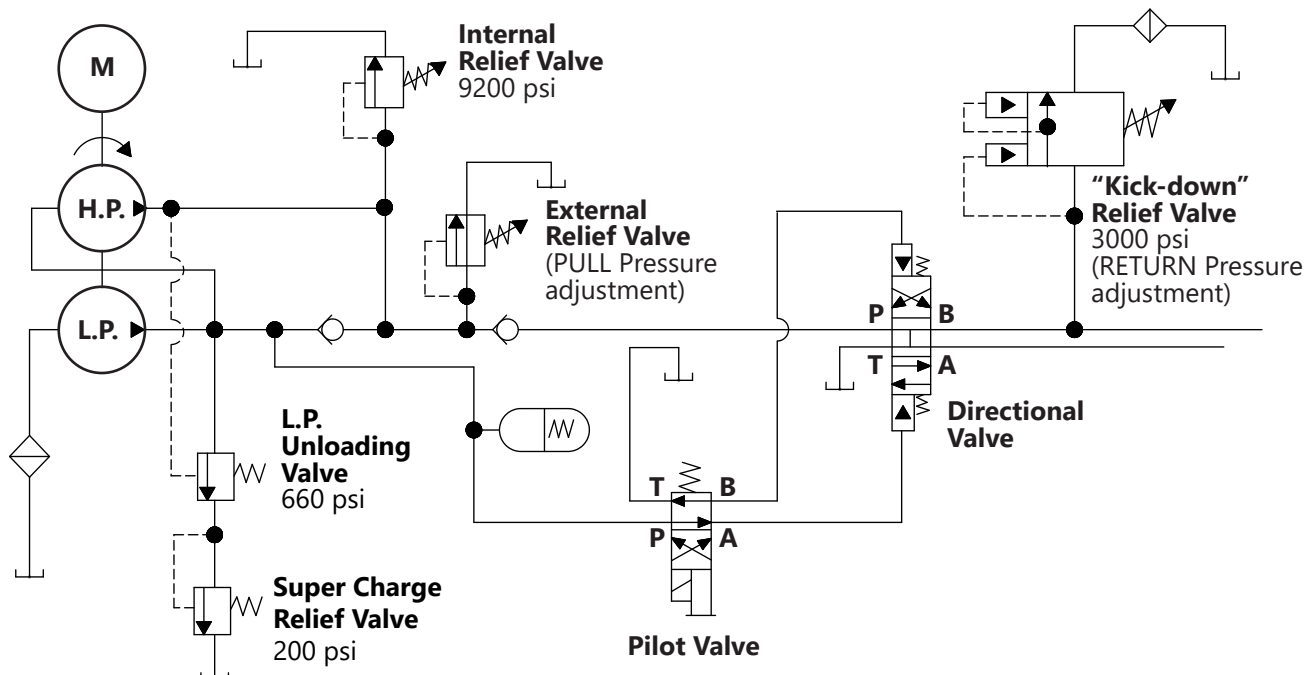 M
Internal
Relief Valve
9200 psi
H.P.
External
Relief Valve
(PULL Pressure
adjustment)
“Kick-down”
Relief Valve
3000 psi
(RETURN Pressure
adjustment)
L.P.
P B
T A
Directional
Valve
L.P.
Unloading
Valve
660 psi
T B
P A
Super Charge
Relief Valve
200 psi
Pilot Valve